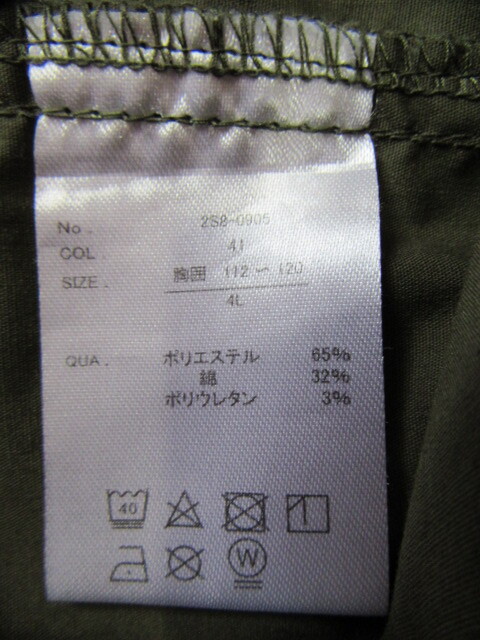 No. 2S8-0905
COL. 41
SIZE. 胸囲 112～120
4L
QUA. ポリエステル 65%
綿 32%
ポリウレタン 3%
40
W